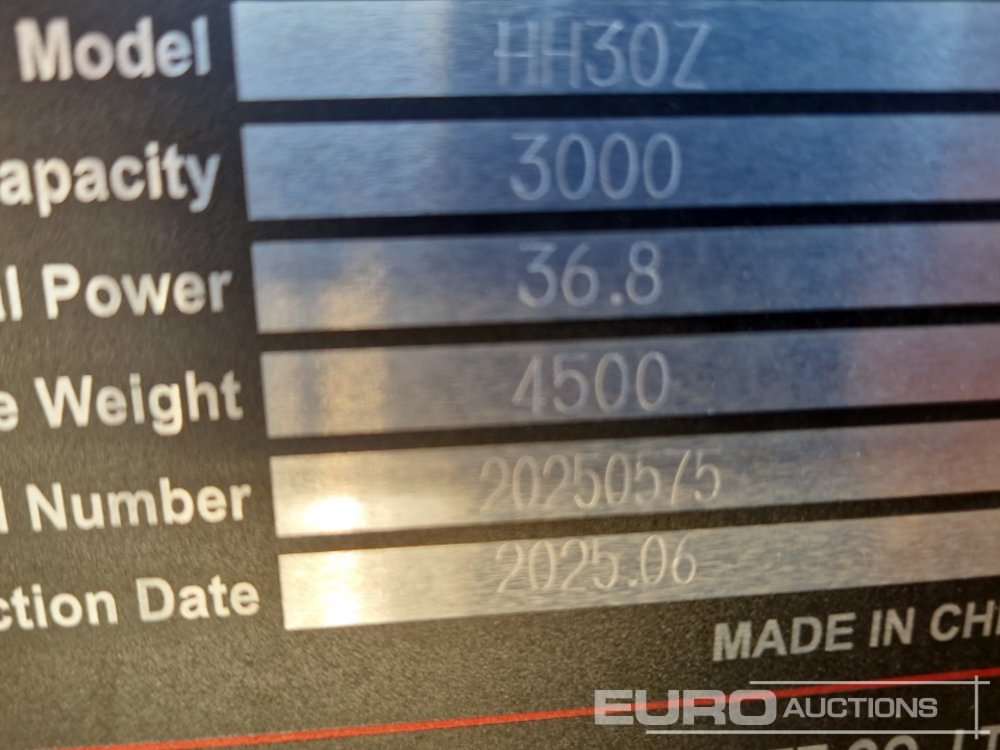 Model HH30Z
apacity 3000
l Power 36.8
e Weight 4500
l Number 20250575
ction Date 2025.06
MADE IN CHI
EURO AUCTIONS